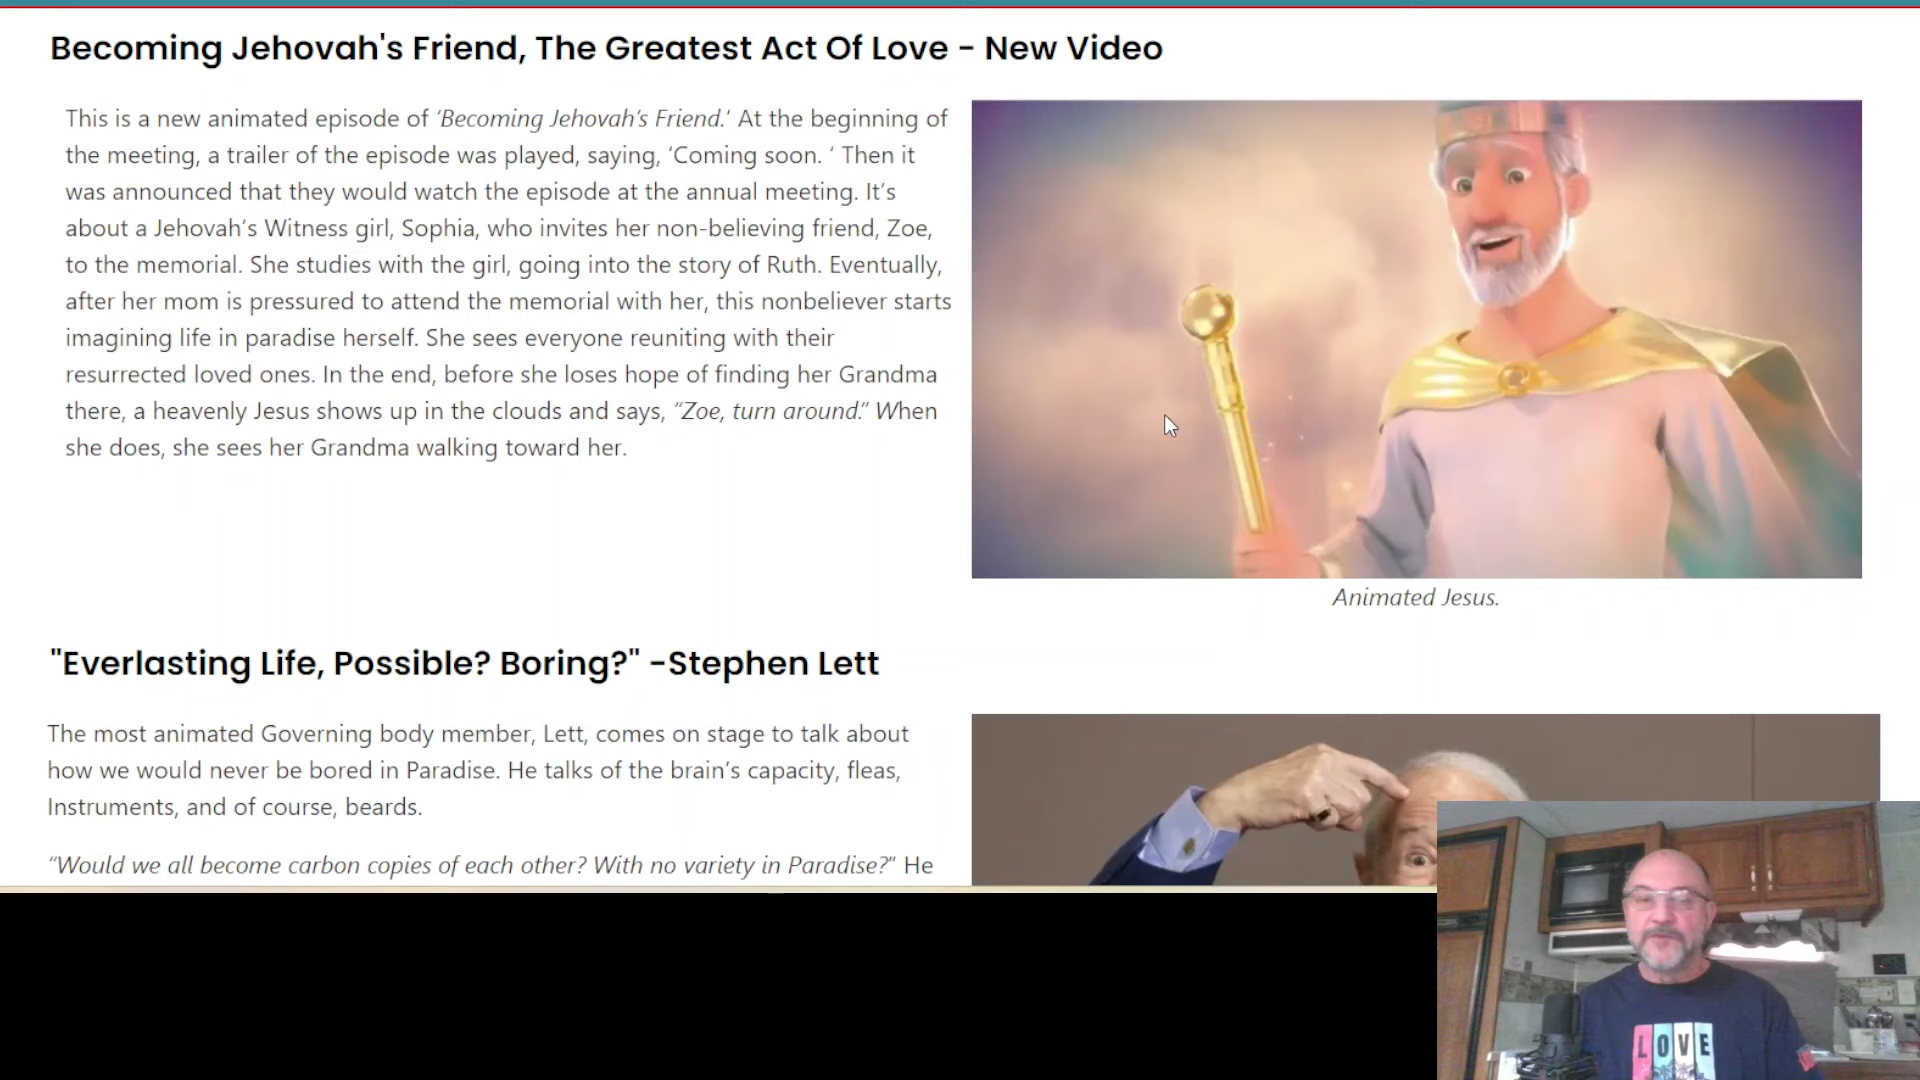 Becoming Jehovah's Friend, The Greatest Act Of Love - New Video
This is a new animated episode of ‘Becoming Jehovah’s Friend.’ At the beginning of
the meeting, a trailer of the episode was played, saying, ‘Coming soon. ‘ Then it
was announced that they would watch the episode at the annual meeting. It’s
about a Jehovah’s Witness girl, Sophia, who invites her non-believing friend, Zoe,
to the memorial. She studies with the girl, going into the story of Ruth. Eventually,
after her mom is pressured to attend the memorial with her, this nonbeliever starts
imagining life in paradise herself. She sees everyone reuniting with their
resurrected loved ones. In the end, before she loses hope of finding her Grandma
there, a heavenly Jesus shows up in the clouds and says, “Zoe, turn around.” When
she does, she sees her Grandma walking toward her.
Animated Jesus.
"Everlasting Life, Possible? Boring?" -Stephen Lett
The most animated Governing body member, Lett, comes on stage to talk about
how we would never be bored in Paradise. He talks of the brain’s capacity, fleas,
Instruments, and of course, beards.
“Would we all become carbon copies of each other? With no variety in Paradise?” He
LOVE